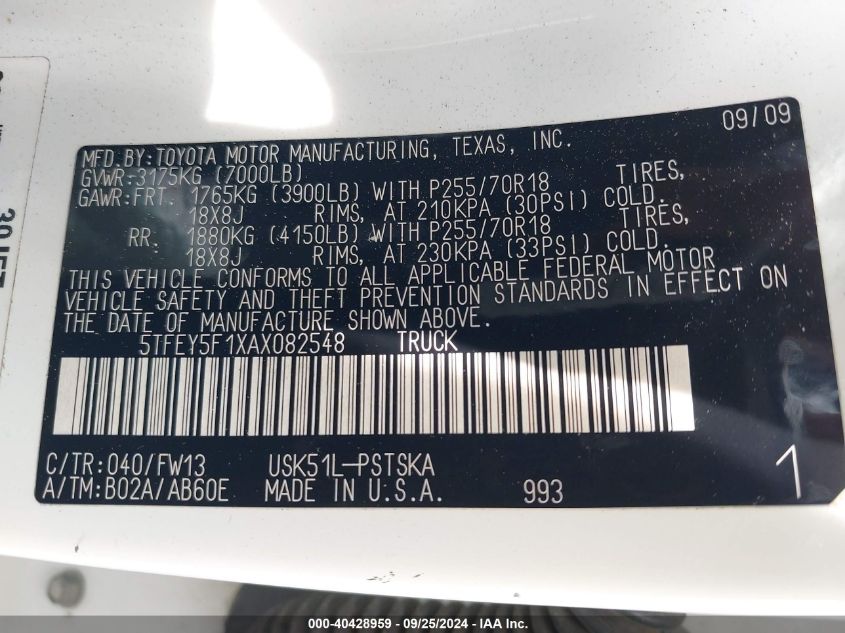 09/09
MFD.BY:TOYOTA MOTOR MANUFACTURING, TEXAS, INC.
GVWR-3175KG (7000LB)
GAWR:FRT. 1765KG (3900LB) WITH P255/70R18 TIRES,
18X8J RIMS, AT 210KPA (30PSI) COLD.
RR. 1880KG (4150LB) WITH P255/70R18 TIRES,
18X8J RIMS, AT 230KPA (33PSI) COLD.
THIS VEHICLE CONFORMS TO ALL APPLICABLE FEDERAL MOTOR
VEHICLE SAFETY AND THEFT PREVENTION STANDARDS IN EFFECT ON
THE DATE OF MANUFACTURE SHOWN ABOVE.
5TFEY5F1XAX082548 TRUCK
C/TR:040/FW13 USK51L-PSTSKA
A/TM:B02A/AB60E MADE IN U.S.A. 993 1
000-40428959 - 09/25/2024 - IAA Inc.